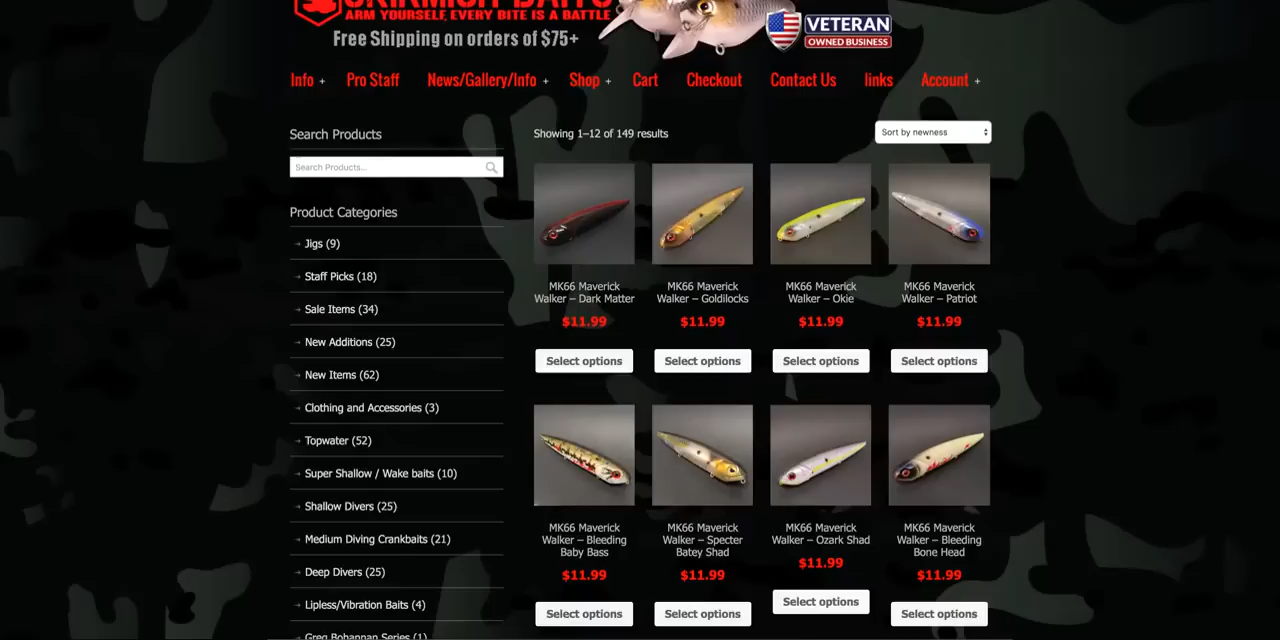 SKIRMISH BAITS
ARM YOURSELF, EVERY BITE IS A BATTLE
Free Shipping on orders of $75+
VETERAN
OWNED BUSINESS
Info +
Pro Staff
News/Gallery/Info +
Shop +
Cart
Checkout
Contact Us
links
Account +
Search Products
Search Products...
Product Categories
Jigs (9)
Staff Picks (18)
Sale Items (34)
New Additions (25)
New Items (62)
Clothing and Accessories (3)
Topwater (52)
Super Shallow / Wake baits (10)
Shallow Divers (25)
Medium Diving Crankbaits (21)
Deep Divers (25)
Lipless/Vibration Baits (4)
Greg Bohannan Series (1)
Showing 1–12 of 149 results
Sort by newness
MK66 Maverick
Walker – Dark Matter
$11.99
Select options
MK66 Maverick
Walker – Goldilocks
$11.99
Select options
MK66 Maverick
Walker – Okie
$11.99
Select options
MK66 Maverick
Walker – Patriot
$11.99
Select options
MK66 Maverick
Walker – Bleeding
Baby Bass
$11.99
Select options
MK66 Maverick
Walker – Specter
Batey Shad
$11.99
Select options
MK66 Maverick
Walker – Ozark Shad
$11.99
Select options
MK66 Maverick
Walker – Bleeding
Bone Head
$11.99
Select options